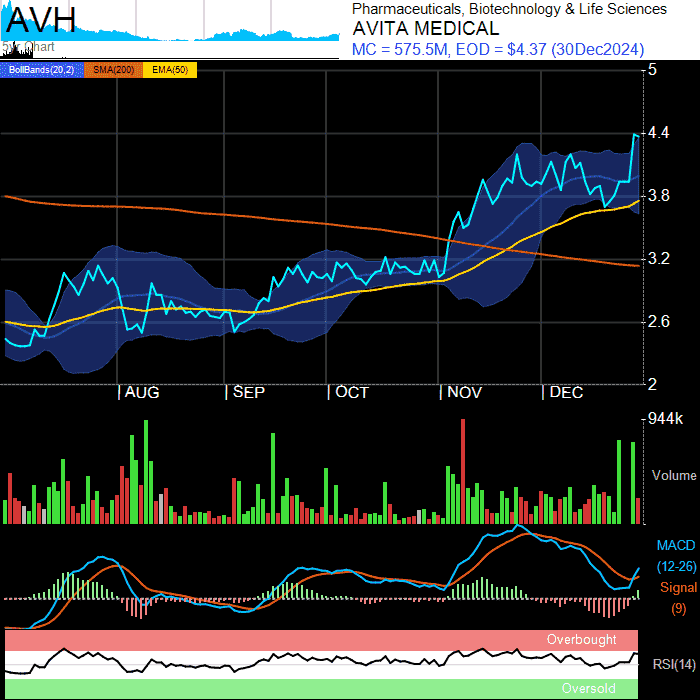 AVH
5yr Chart
Pharmaceuticals, Biotechnology & Life Sciences
AVITA MEDICAL
MC = 575.5M, EOD = $4.37 (30Dec2024)
BollBands(20,2) SMA(200) EMA(50)
5
4.4
3.8
3.2
2.6
2
AUG SEP OCT NOV DEC
944k
Volume
MACD
(12-26)
Signal
(9)
Overbought
RSI(14)
Oversold